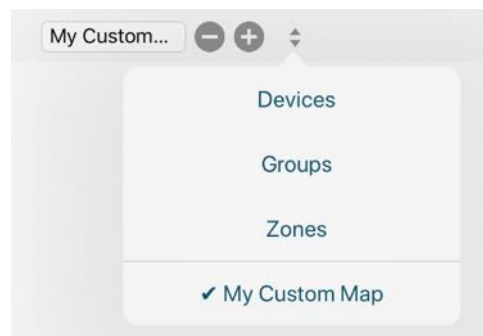 My Custom...
Devices
Groups
Zones
✔ My Custom Map